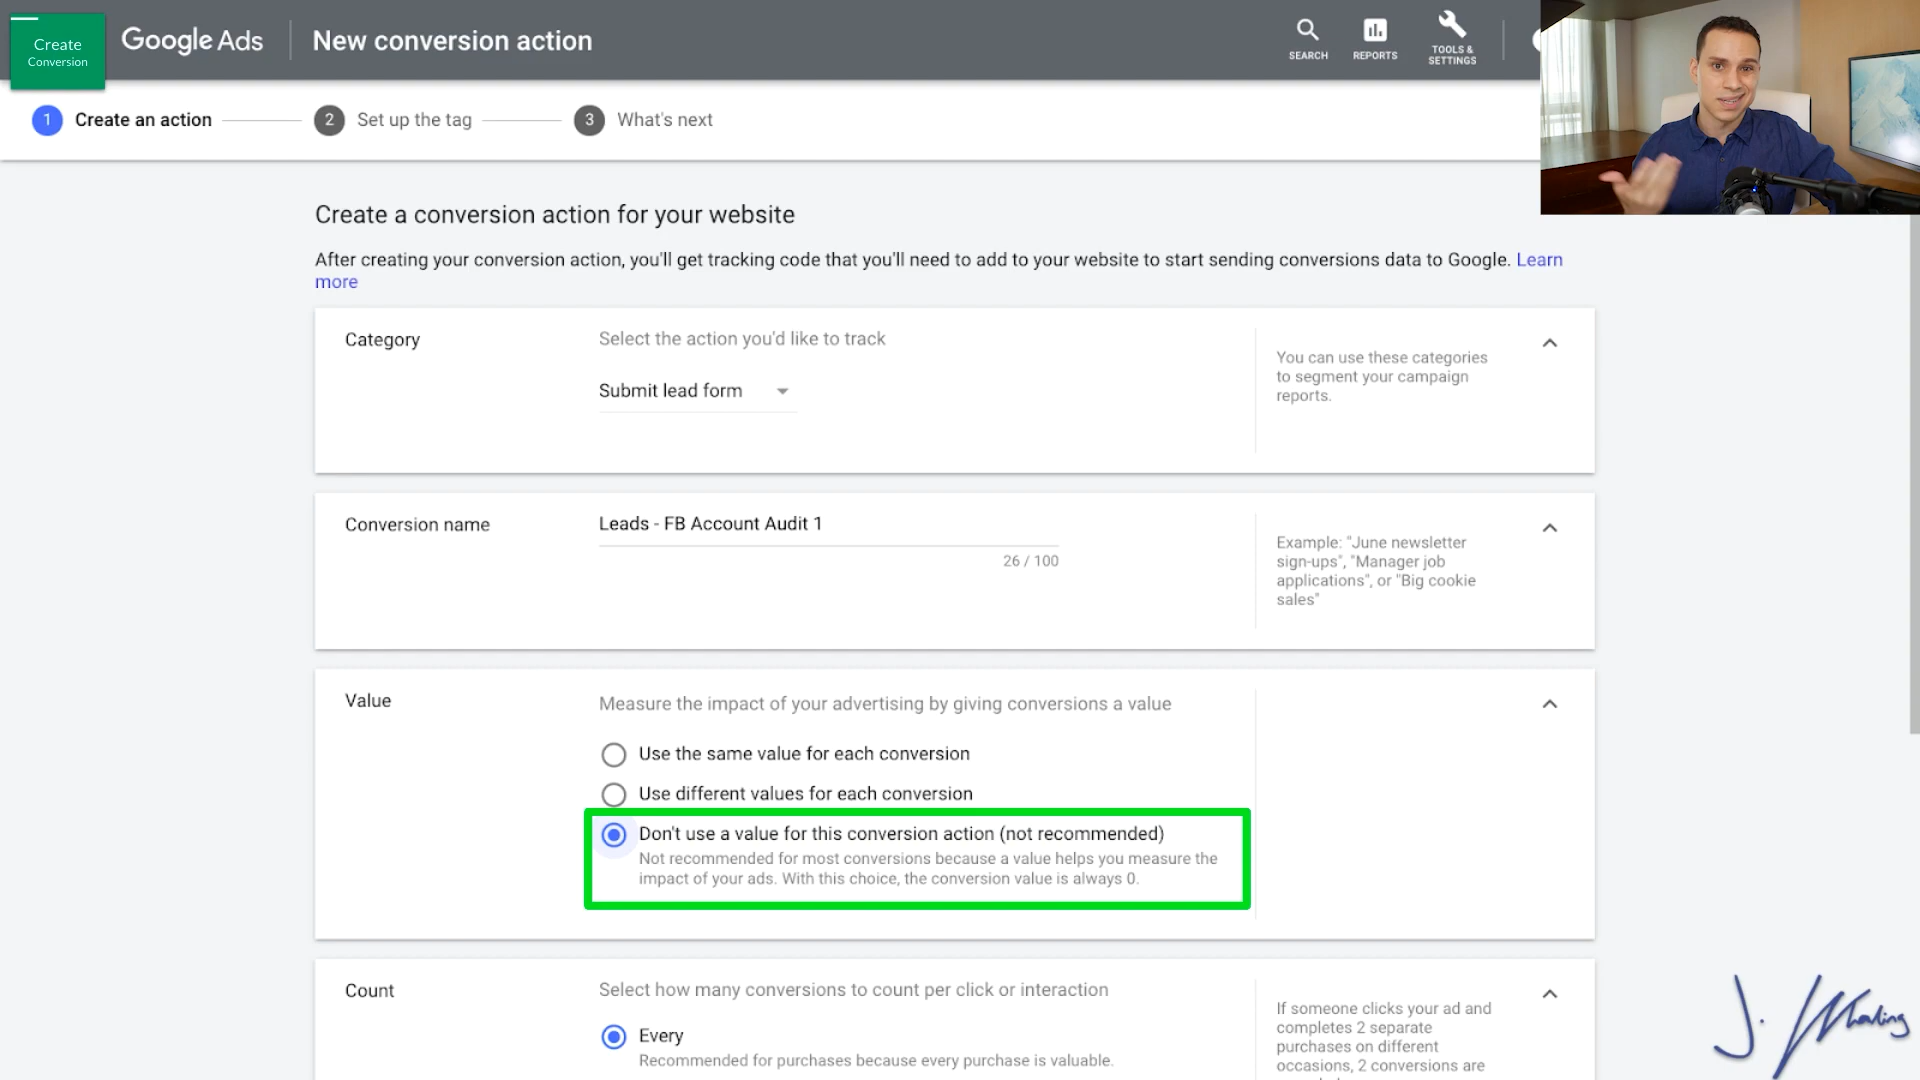 Create
Conversion
Google Ads
New conversion action
SEARCH
REPORTS
TOOLS &
SETTINGS
1 Create an action
2 Set up the tag
3 What's next
Create a conversion action for your website
After creating your conversion action, you'll get tracking code that you'll need to add to your website to start sending conversions data to Google. Learn
more
Category
Select the action you'd like to track
Submit lead form
You can use these categories
to segment your campaign
reports.
Conversion name
Leads - FB Account Audit 1
26 / 100
Example: "June newsletter
sign-ups", "Manager job
applications", or "Big cookie
sales"
Value
Measure the impact of your advertising by giving conversions a value
Use the same value for each conversion
Use different values for each conversion
Don't use a value for this conversion action (not recommended)
Not recommended for most conversions because a value helps you measure the
impact of your ads. With this choice, the conversion value is always 0.
Count
Select how many conversions to count per click or interaction
Every
Recommended for purchases because every purchase is valuable.
If someone clicks your ad and
completes 2 separate
purchases on different
occasions, 2 conversions are
J.